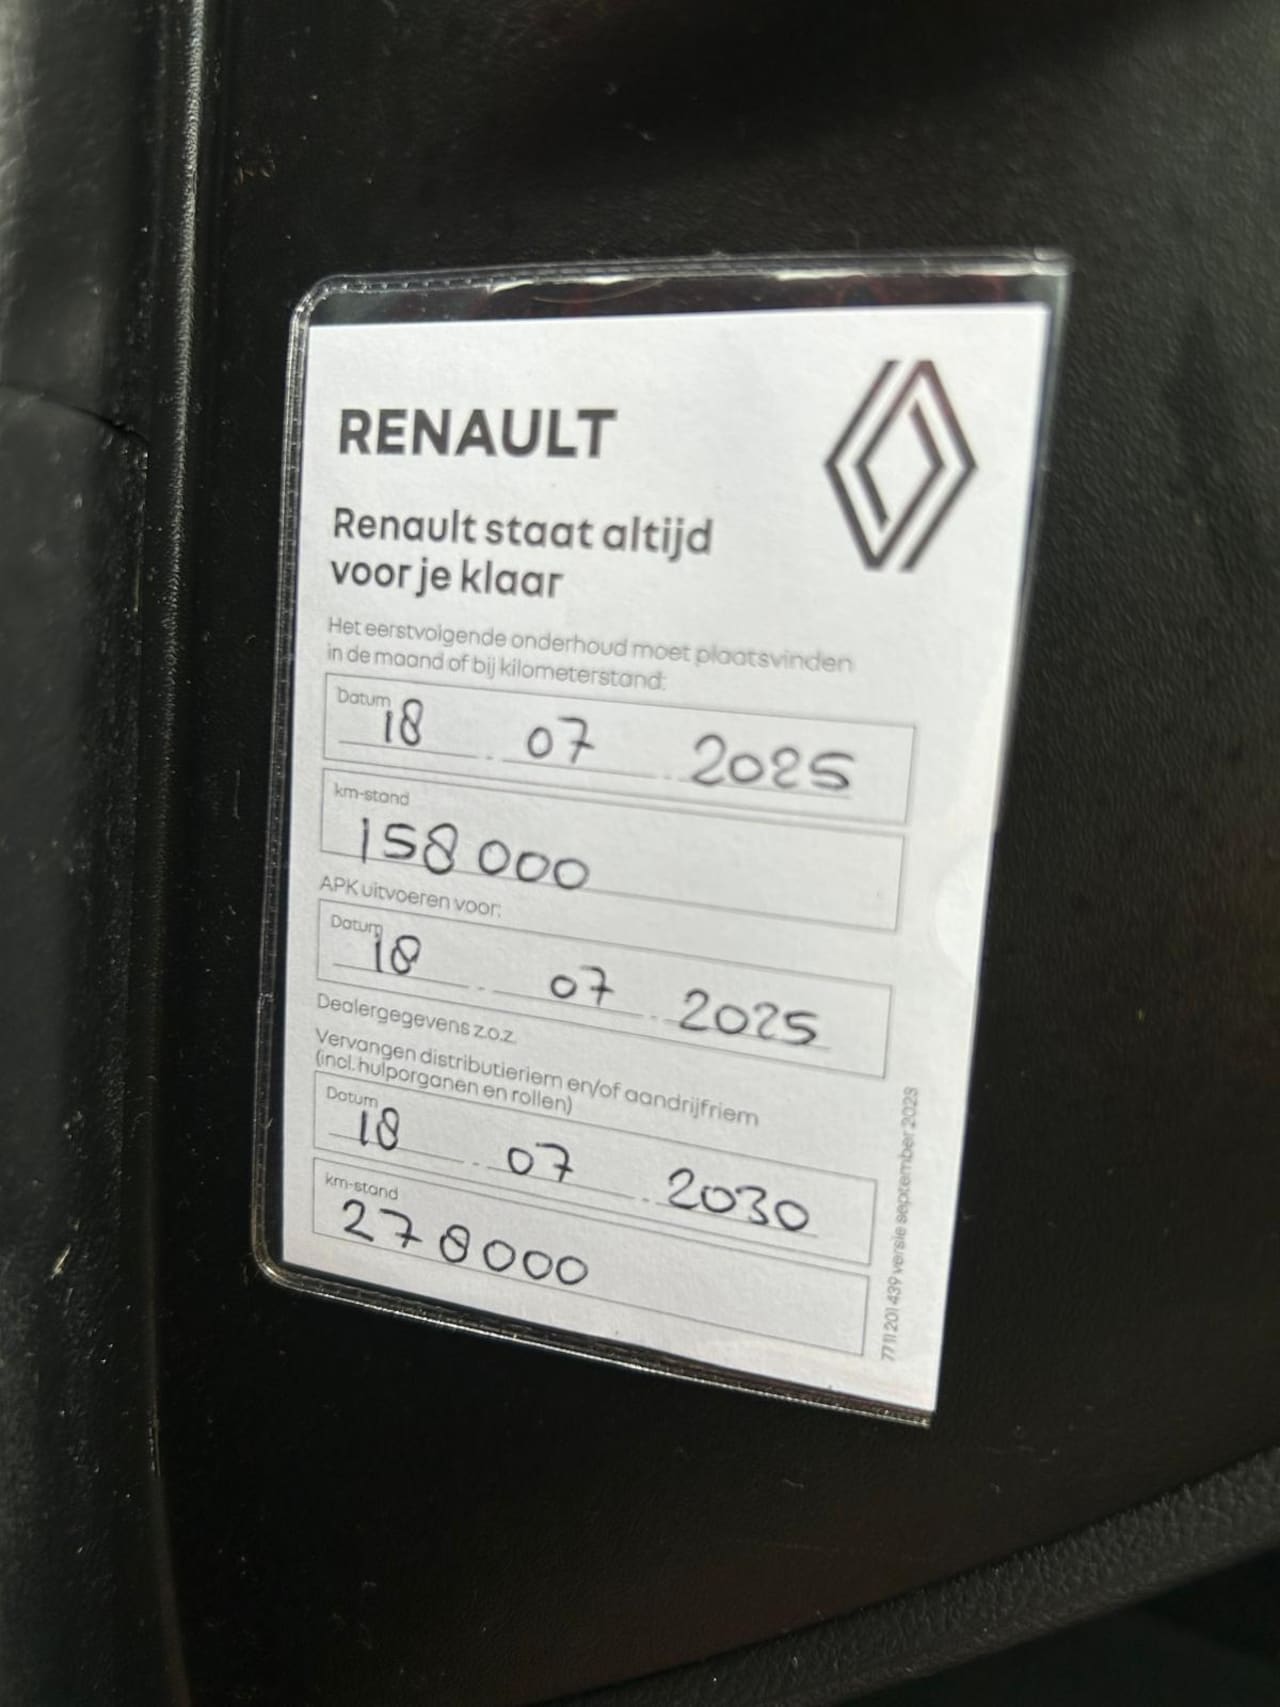 RENAULT
Renault staat altijd
voor je klaar
Het eerstvolgende onderhoud moet plaatsvinden
in de maand of bij kilometerstand:
Datum
18 07 2025
km-stand
158 000
APK uitvoeren voor:
Datum
18 07 2025
Dealergegevens z.o.z.
Vervangen distributieriem en/of aandrijfriem
(incl. hulporganen en rollen)
Datum
18 07 2030
km-stand
278000
77 11 201 439 versie september 2023